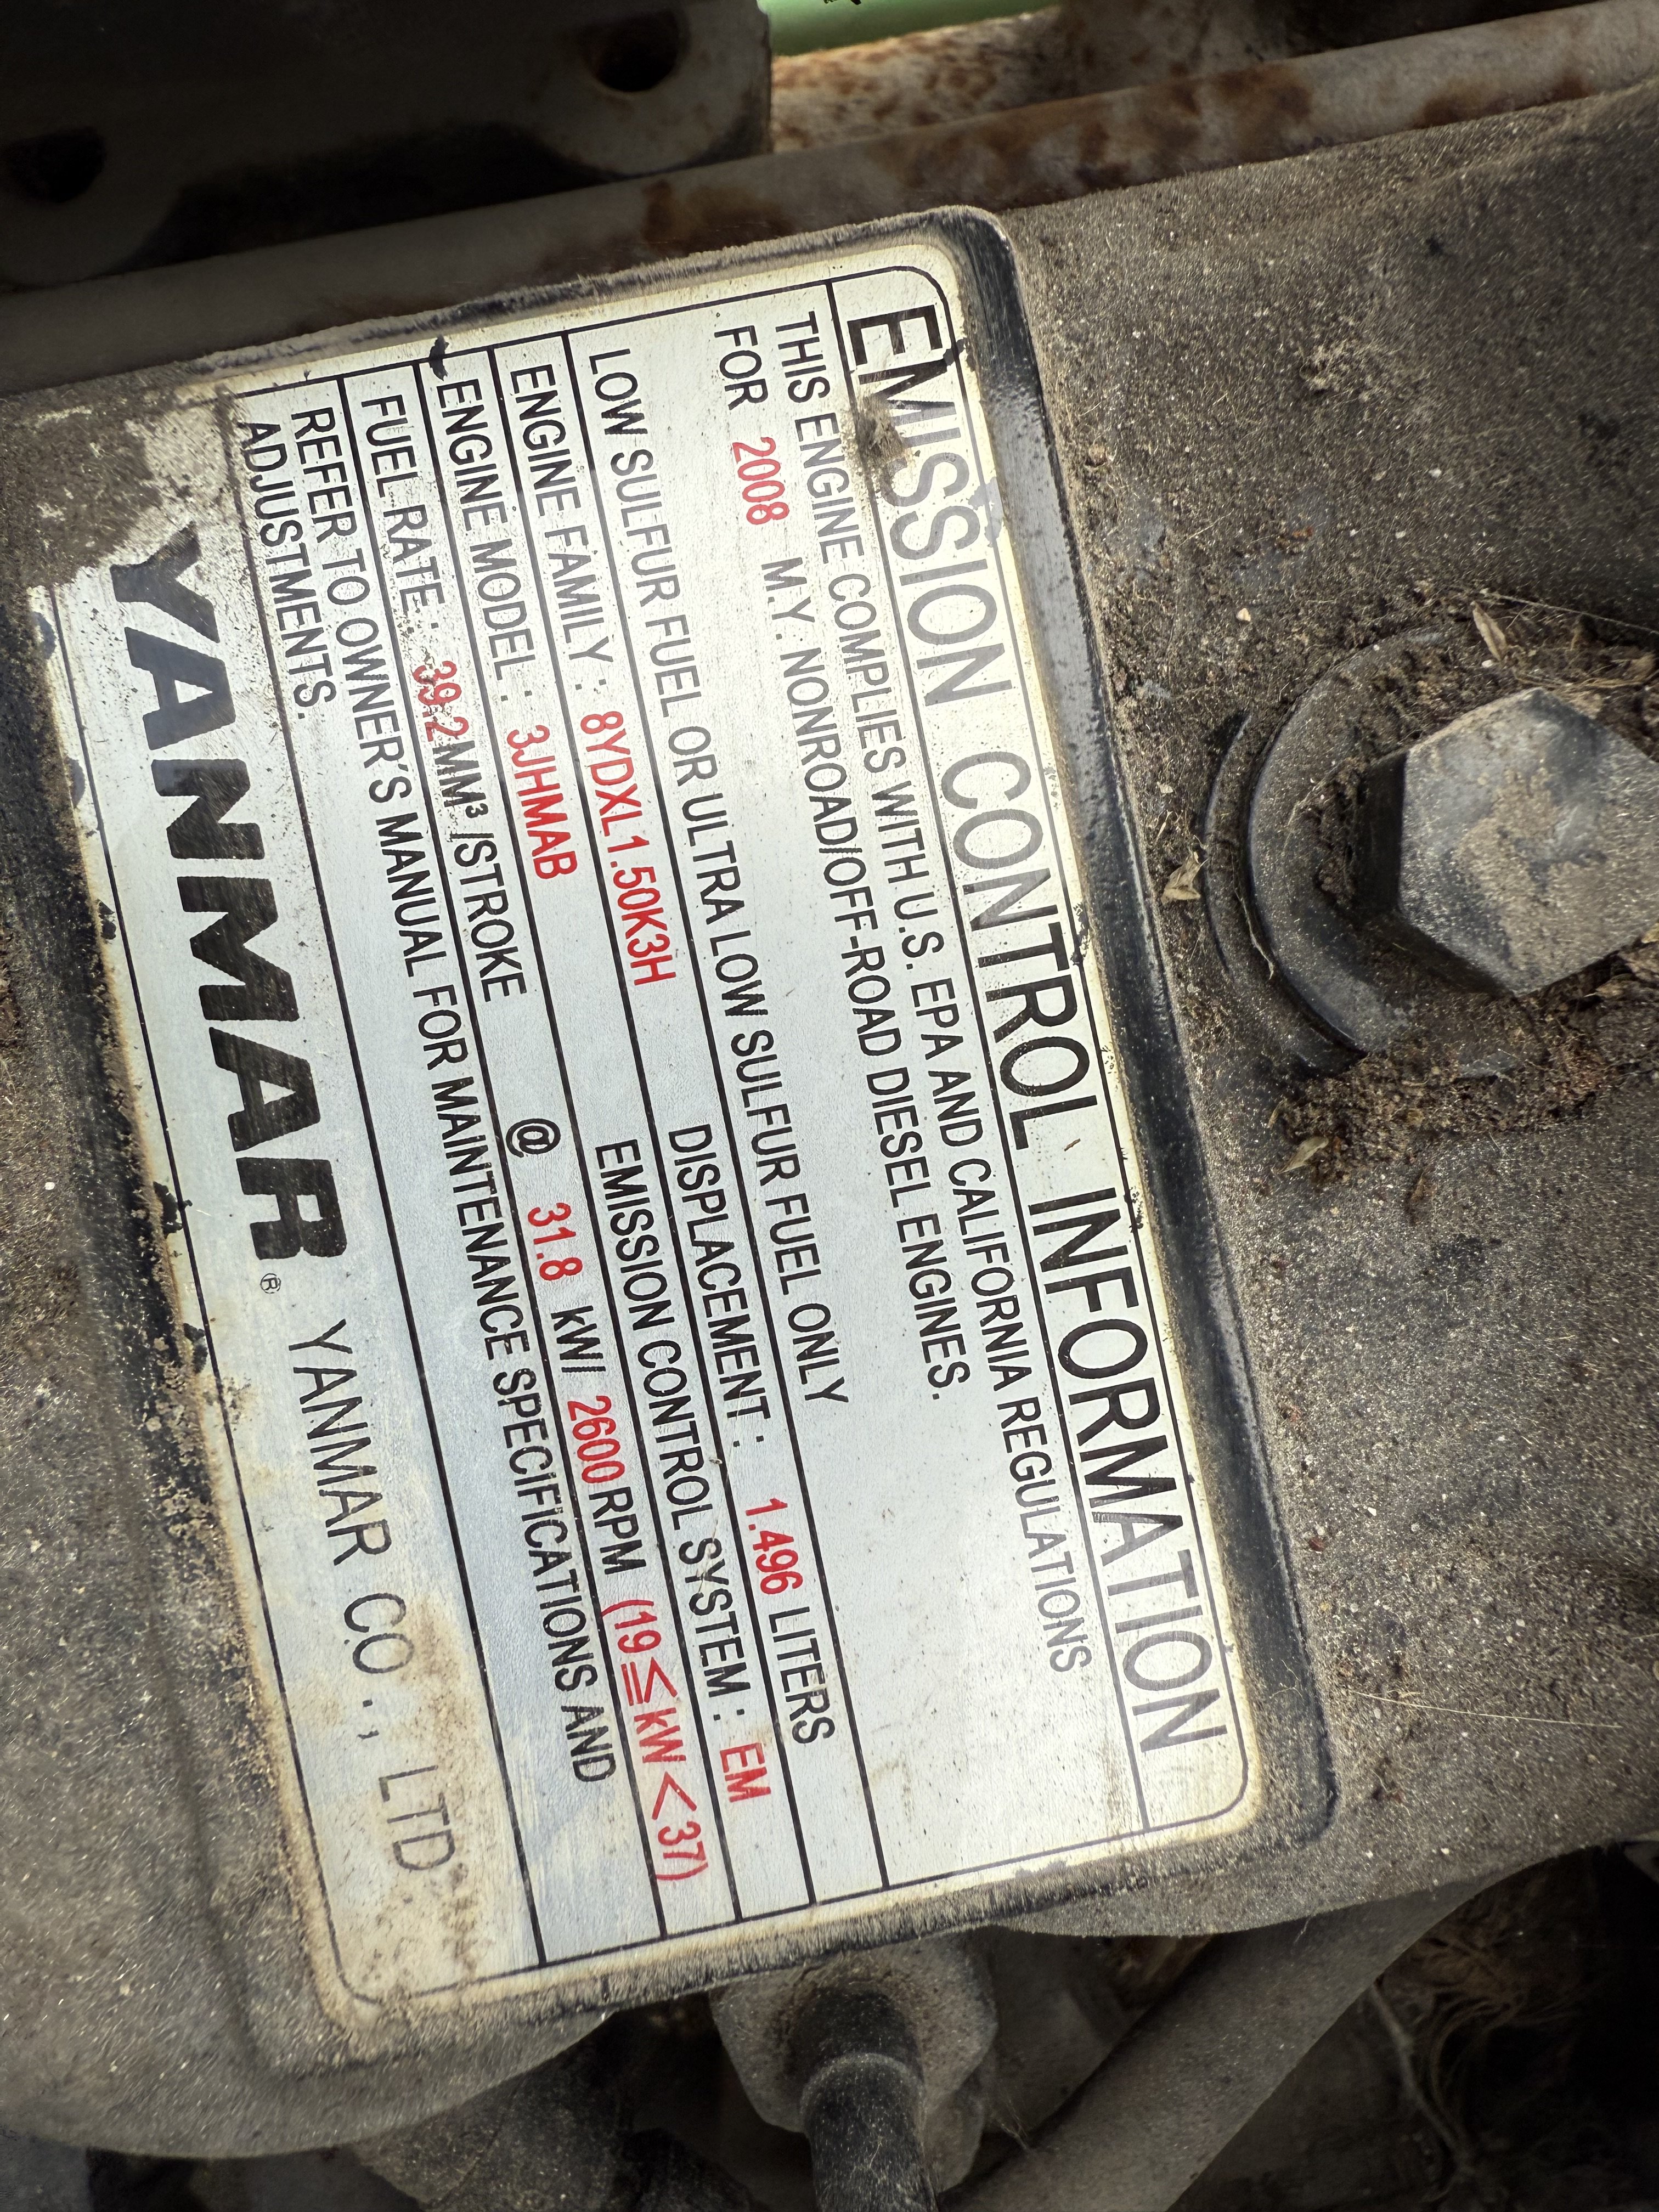 EMISSION CONTROL INFORMATION
THIS ENGINE COMPLIES WITH U.S. EPA AND CALIFORNIA REGULATIONS
FOR 2008 M.Y. NONROAD/OFF-ROAD DIESEL ENGINES.
LOW SULFUR FUEL OR ULTRA LOW SULFUR FUEL ONLY
ENGINE FAMILY : 8YDXL1.50K3H DISPLACEMENT : 1.496 LITERS
ENGINE MODEL : 3JHMAB EMISSION CONTROL SYSTEM : EM
FUEL RATE : 39.2MM³/STROKE @ 31.8 kW/ 2600 RPM (19≦kW<37)
REFER TO OWNER'S MANUAL FOR MAINTENANCE SPECIFICATIONS AND
ADJUSTMENTS.
YANMAR® YANMAR CO., LTD.